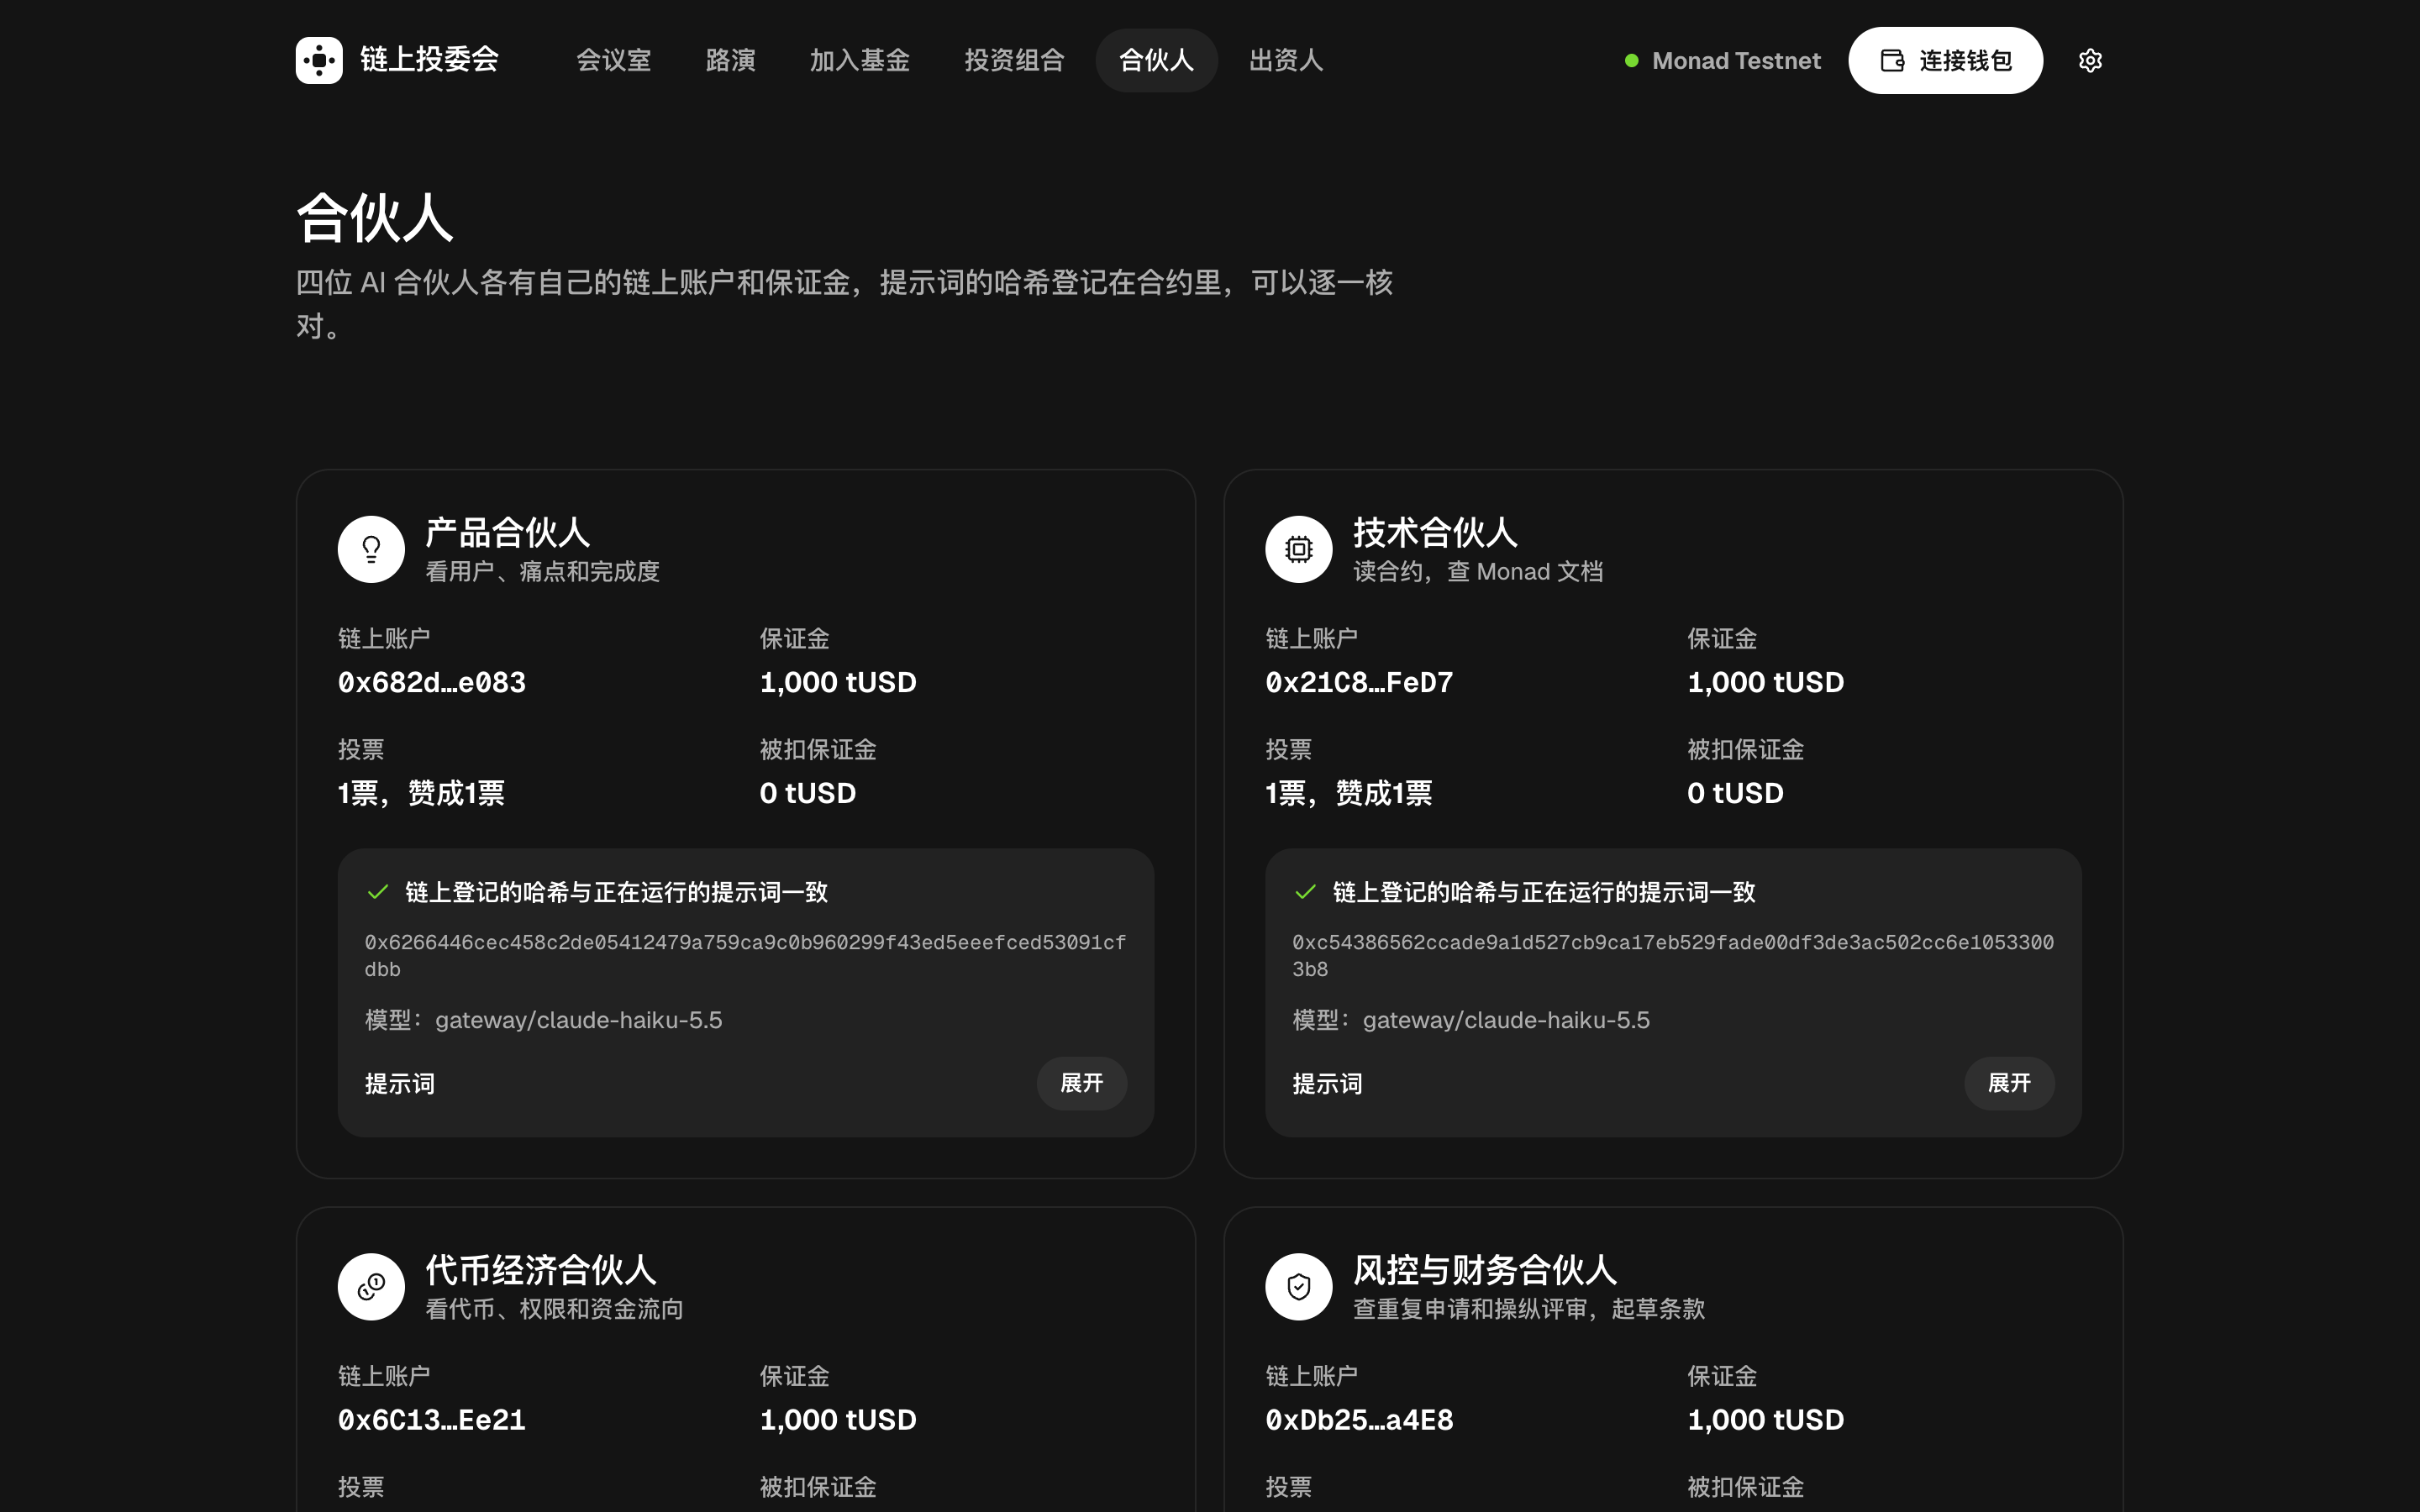 链上投委会
会议室
路演
加入基金
投资组合
合伙人
出资人
Monad Testnet
连接钱包
合伙人
四位 AI 合伙人各有自己的链上账户和保证金，提示词的哈希登记在合约里，可以逐一核
对。
产品合伙人
看用户、痛点和完成度
链上账户
0x682d…e083
保证金
1,000 tUSD
投票
1票，赞成1票
被扣保证金
0 tUSD
链上登记的哈希与正在运行的提示词一致
0x6266446cec458c2de05412479a759ca9c0b960299f43ed5eeefced53091cf
dbb
模型：gateway/claude-haiku-5.5
提示词
展开
技术合伙人
读合约，查 Monad 文档
链上账户
0x21C8…FeD7
保证金
1,000 tUSD
投票
1票，赞成1票
被扣保证金
0 tUSD
链上登记的哈希与正在运行的提示词一致
0xc54386562ccade9a1d527cb9ca17eb529fade00df3de3ac502cc6e1053300
3b8
模型：gateway/claude-haiku-5.5
提示词
展开
代币经济合伙人
看代币、权限和资金流向
链上账户
0x6C13…Ee21
保证金
1,000 tUSD
投票
被扣保证金
风控与财务合伙人
查重复申请和操纵评审，起草条款
链上账户
0xDb25…a4E8
保证金
1,000 tUSD
投票
被扣保证金